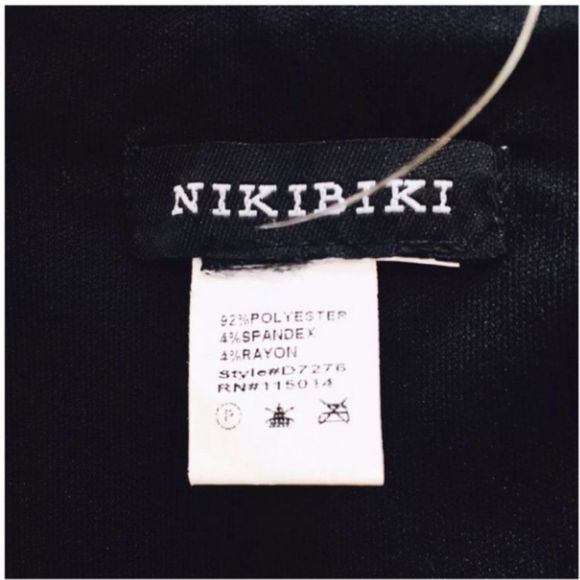 NIKIBIKI
92%POLYESTER
4%SPANDEX
4%RAYON
Style#D7276
RN#115014
P